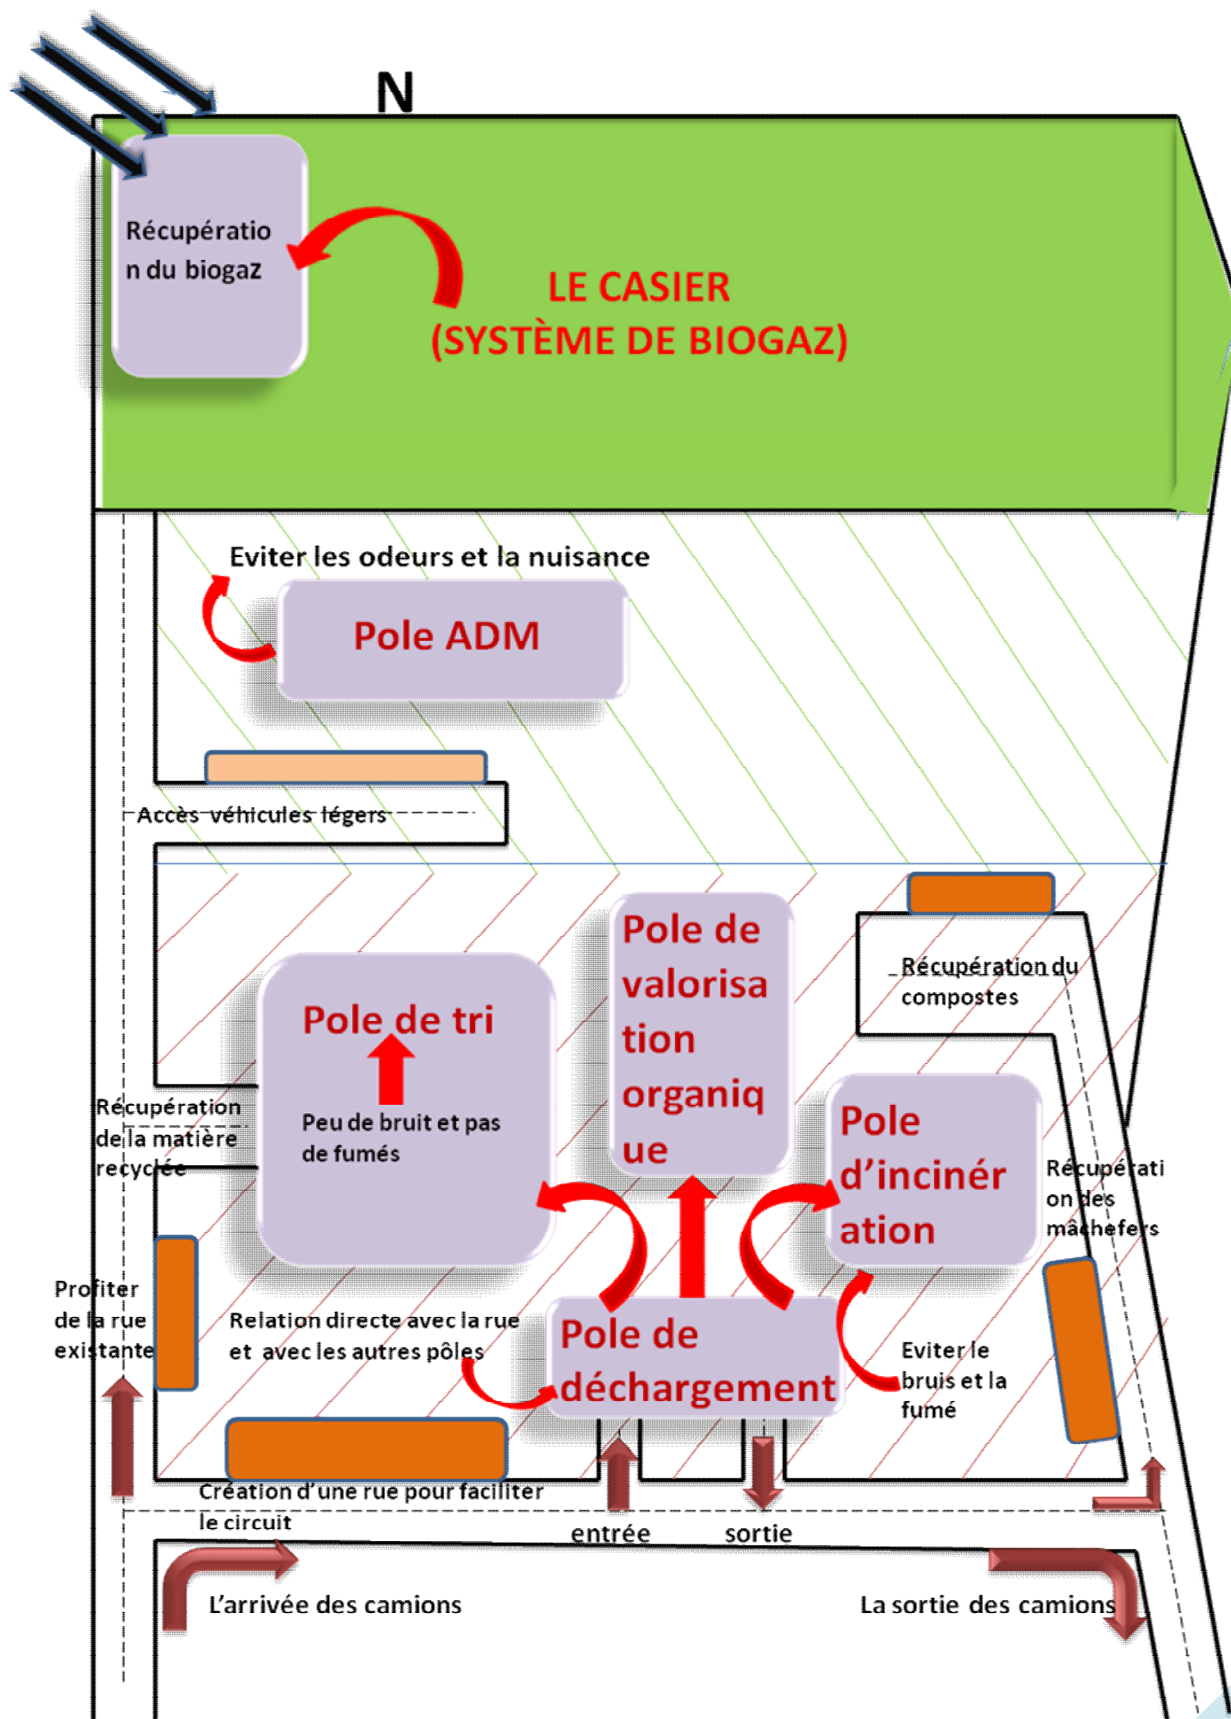 N
Récupératio
n du biogaz
LE CASIER
(SYSTÈME DE BIOGAZ)
Eviter les odeurs et la nuisance
Pole ADM
Accès véhicules légers
Pole de
valorisa
tion
organiq
ue
Récupération du
compostes
Pole de tri
Peu de bruit et pas
de fumés
Récupération
de la matière
recyclée
Pole
d'incinér
ation
Récupérati
on des
mâchefers
Profiter
de la rue
existante
Relation directe avec la rue
et avec les autres pôles
Pole de
déchargement
Eviter le
bruis et la
fumé
Création d'une rue pour faciliter
le circuit
entrée
sortie
L'arrivée des camions
La sortie des camions